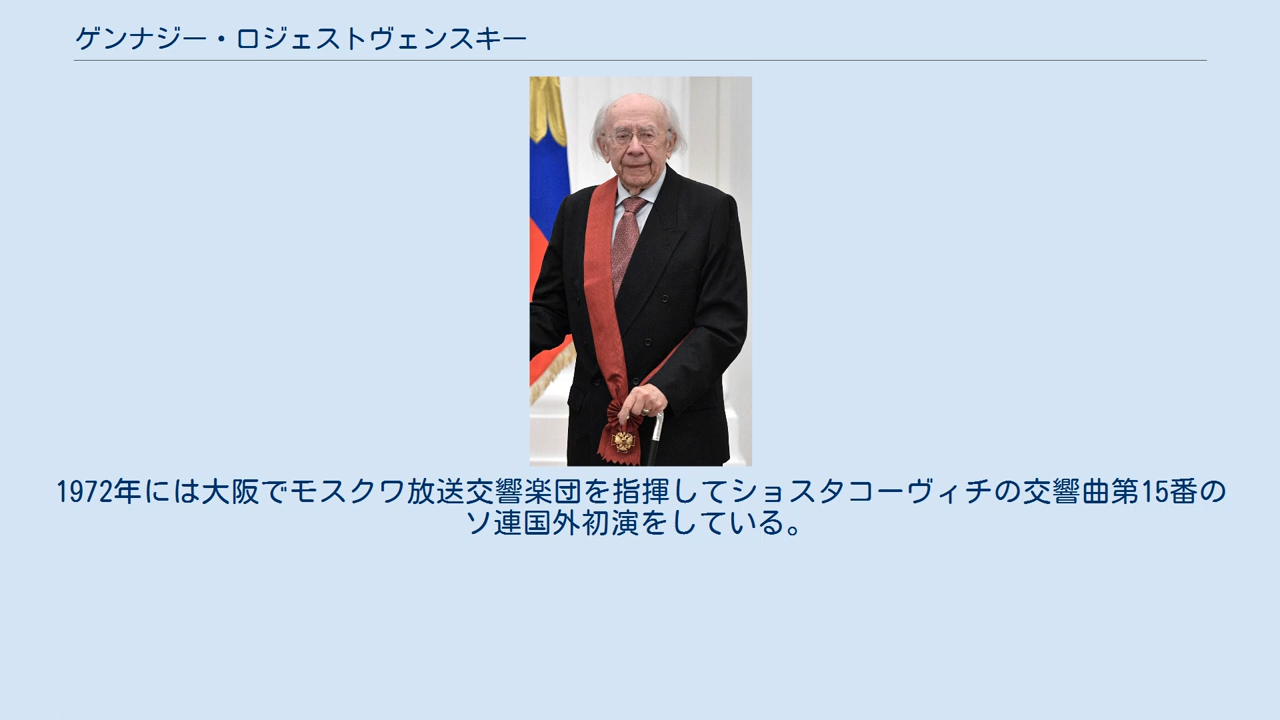 ゲンナジー・ロジェストヴェンスキー
1972年には大阪でモスクワ放送交響楽団を指揮してショスタコーヴィチの交響曲第15番の
ソ連国外初演をしている。